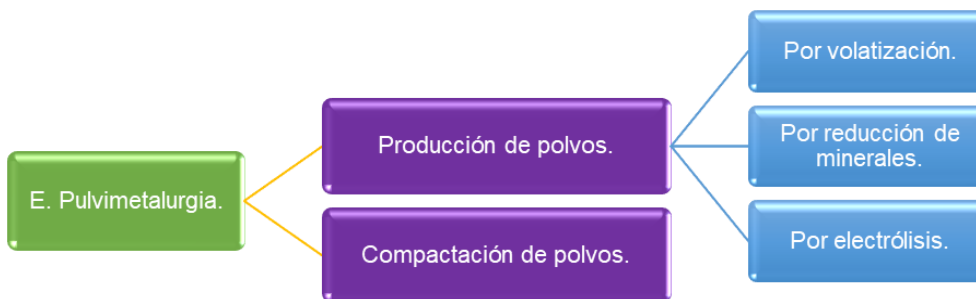 E. Pulvimetalurgia.
Producción de polvos.
Compactación de polvos.
Por volatización.
Por reducción de
minerales.
Por electrólisis.